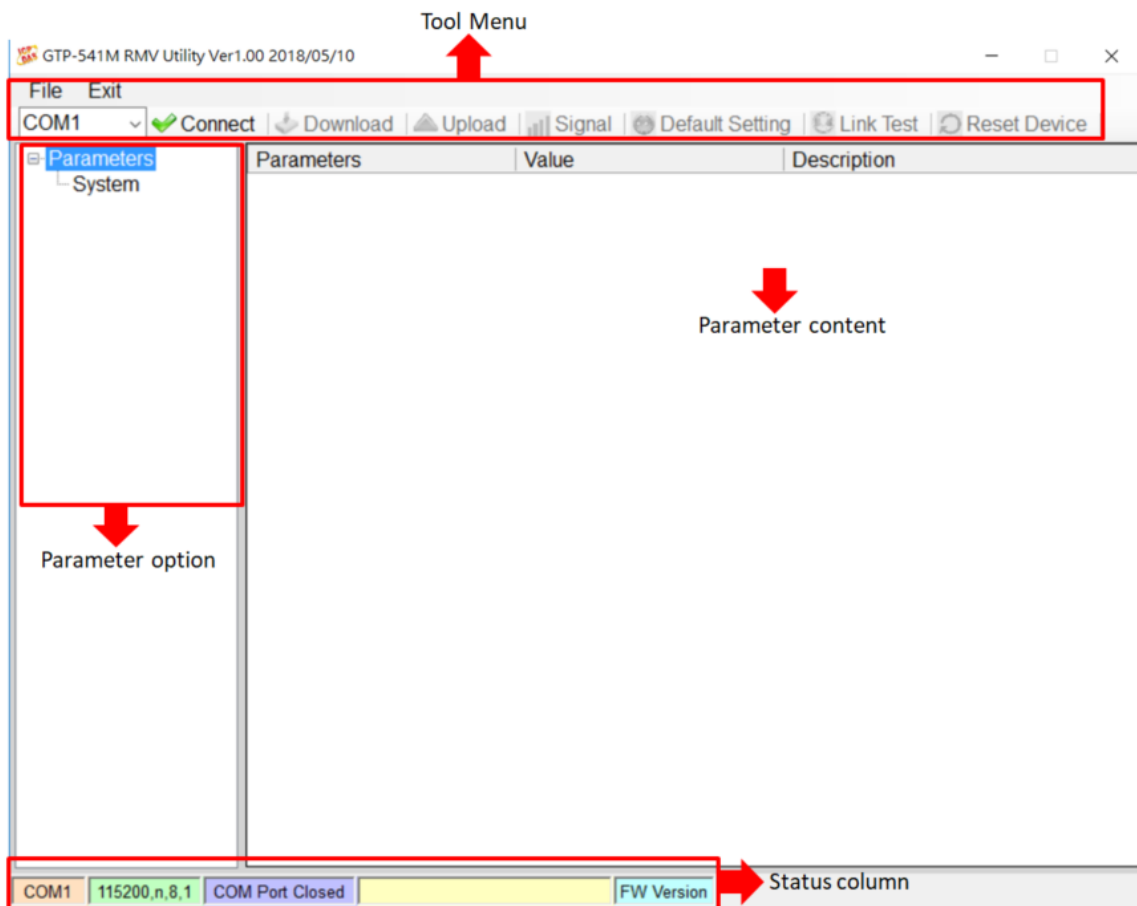 Tool Menu
GTP-541M RMV Utility Ver1.00 2018/05/10
File Exit
COM1 Connect Download Upload Signal Default Setting Link Test Reset Device
Parameters Parameters Value Description
System
Parameter content
Parameter option
Status column
COM1 115200,n,8,1 COM Port Closed FW Version